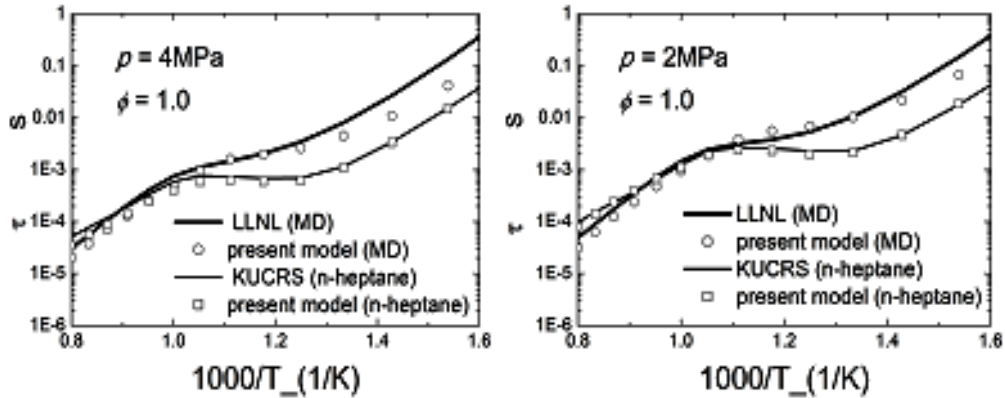 1
p = 4MPa
0.1
ϕ = 1.0
0.01
τ s
1E-3
1E-4
LLNL (MD)
present model (MD)
1E-5
KUCRS (n-heptane)
present model (n-heptane)
1E-6
0.8 1.0 1.2 1.4 1.6
1000/T_(1/K)
1
p = 2MPa
0.1
ϕ = 1.0
0.01
τ s
1E-3
1E-4
LLNL (MD)
present model (MD)
1E-5
KUCRS (n-heptane)
present model (n-heptane)
1E-6
0.8 1.0 1.2 1.4 1.6
1000/T_(1/K)